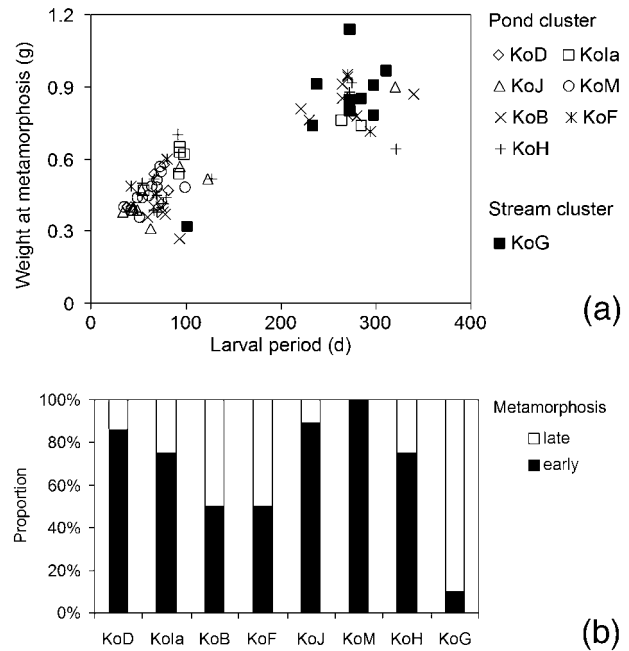 Weight at metamorphosis (g)
1.2
0.9
0.6
0.3
0
0 100 200 300 400
Larval period (d)
Pond cluster
KoD KoIa
KoJ KoM
KoB KoF
KoH
Stream cluster
KoG
(a)
Proportion
100%
80%
60%
40%
20%
0%
KoD KoIa KoB KoF KoJ KoM KoH KoG
Metamorphosis
late
early
(b)